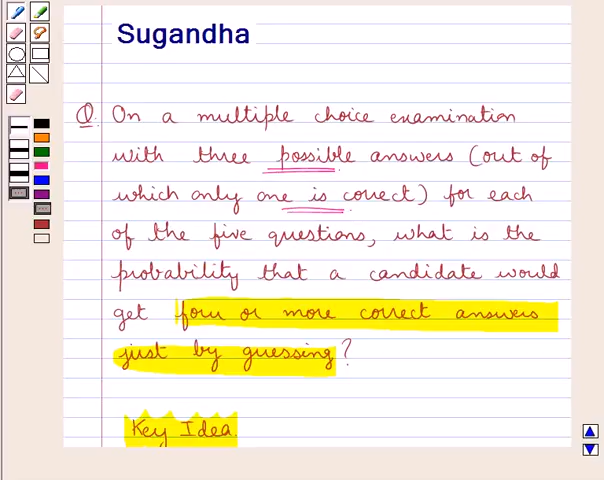 Sugandha
Q. On a multiple choice examination
with three possible answers (out of
which only one is correct) for each
of the five questions, what is the
probability that a candidate would
get four or more correct answers
just by guessing?
Key Idea.